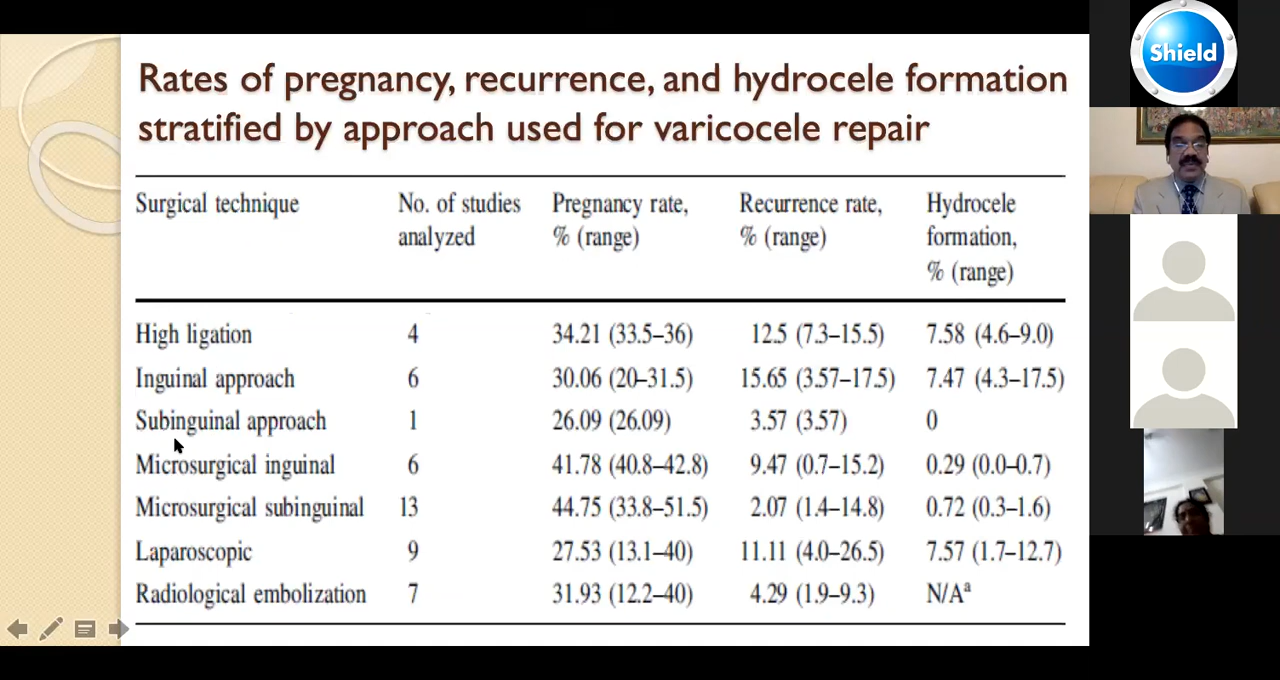 Rates of pregnancy, recurrence, and hydrocele formation
stratified by approach used for varicocele repair
Surgical technique No. of studies analyzed Pregnancy rate, % (range) Recurrence rate, % (range) Hydrocele formation, % (range)
High ligation 4 34.21 (33.5–36) 12.5 (7.3–15.5) 7.58 (4.6–9.0)
Inguinal approach 6 30.06 (20–31.5) 15.65 (3.57–17.5) 7.47 (4.3–17.5)
Subinguinal approach 1 26.09 (26.09) 3.57 (3.57) 0
Microsurgical inguinal 6 41.78 (40.8–42.8) 9.47 (0.7–15.2) 0.29 (0.0–0.7)
Microsurgical subinguinal 13 44.75 (33.8–51.5) 2.07 (1.4–14.8) 0.72 (0.3–1.6)
Laparoscopic 9 27.53 (13.1–40) 11.11 (4.0–26.5) 7.57 (1.7–12.7)
Radiological embolization 7 31.93 (12.2–40) 4.29 (1.9–9.3) N/Aª
Shield